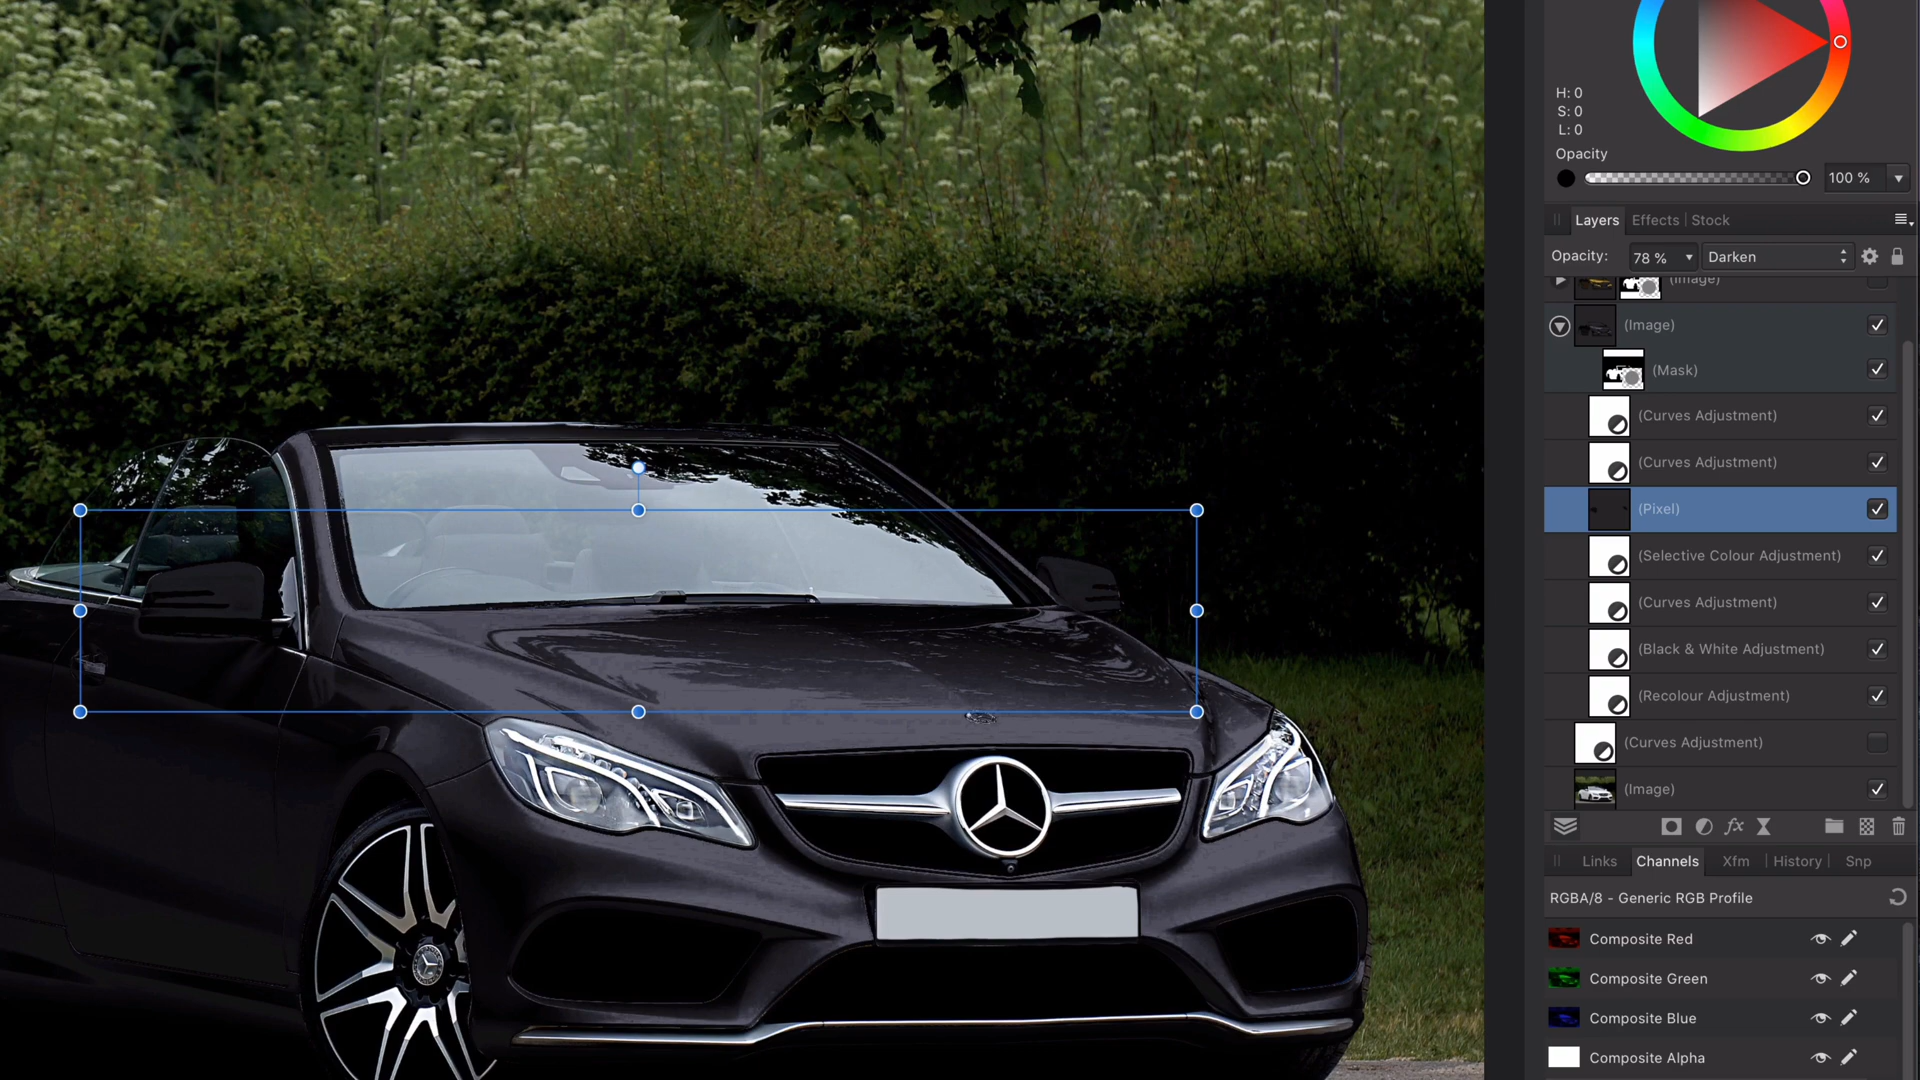 H: 0
S: 0
L: 0
Opacity
100 %
Layers Effects Stock
Opacity: 78 % Darken
(Image)
(Image)
(Mask)
(Curves Adjustment)
(Curves Adjustment)
(Pixel)
(Selective Colour Adjustment)
(Curves Adjustment)
(Black & White Adjustment)
(Recolour Adjustment)
(Curves Adjustment)
(Image)
fx
Links Channels Xfm History Snp
RGBA/8 - Generic RGB Profile
Composite Red
Composite Green
Composite Blue
Composite Alpha